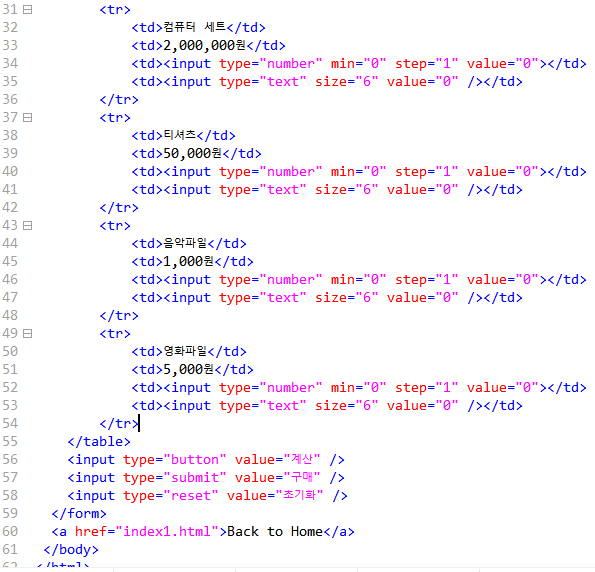 31 <tr>
32 <td>컴퓨터 세트</td>
33 <td>2,000,000원</td>
34 <td><input type="number" min="0" step="1" value="0"></td>
35 <td><input type="text" size="6" value="0" /></td>
36 </tr>
37 <tr>
38 <td>티셔츠</td>
39 <td>50,000원</td>
40 <td><input type="number" min="0" step="1" value="0"></td>
41 <td><input type="text" size="6" value="0" /></td>
42 </tr>
43 <tr>
44 <td>음악파일</td>
45 <td>1,000원</td>
46 <td><input type="number" min="0" step="1" value="0"></td>
47 <td><input type="text" size="6" value="0" /></td>
48 </tr>
49 <tr>
50 <td>영화파일</td>
51 <td>5,000원</td>
52 <td><input type="number" min="0" step="1" value="0"></td>
53 <td><input type="text" size="6" value="0" /></td>
54 </tr>
55 </table>
56 <input type="button" value="계산" />
57 <input type="submit" value="구매" />
58 <input type="reset" value="초기화" />
59 </form>
60 <a href="index1.html">Back to Home</a>
61 </body>
62 </html>